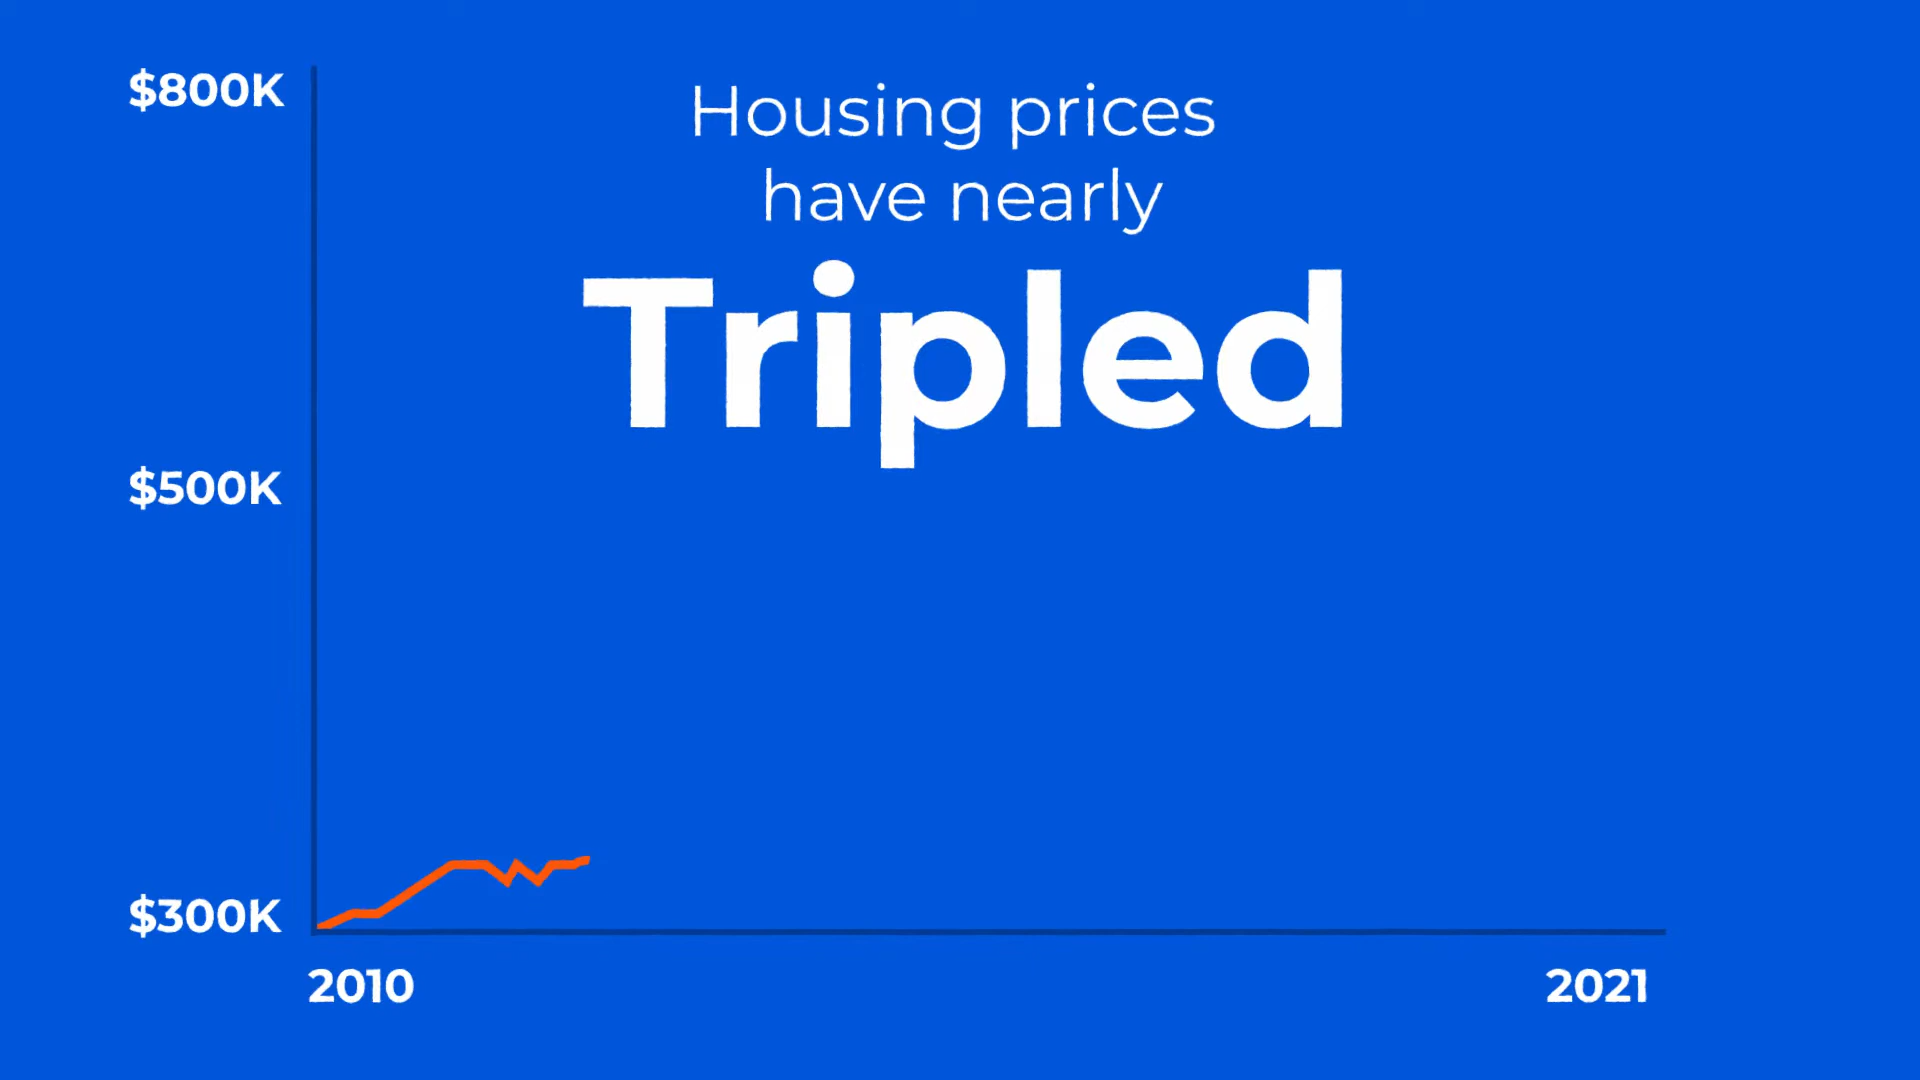 $800K
Housing prices
have nearly
Tripled
$500K
$300K
2010
2021